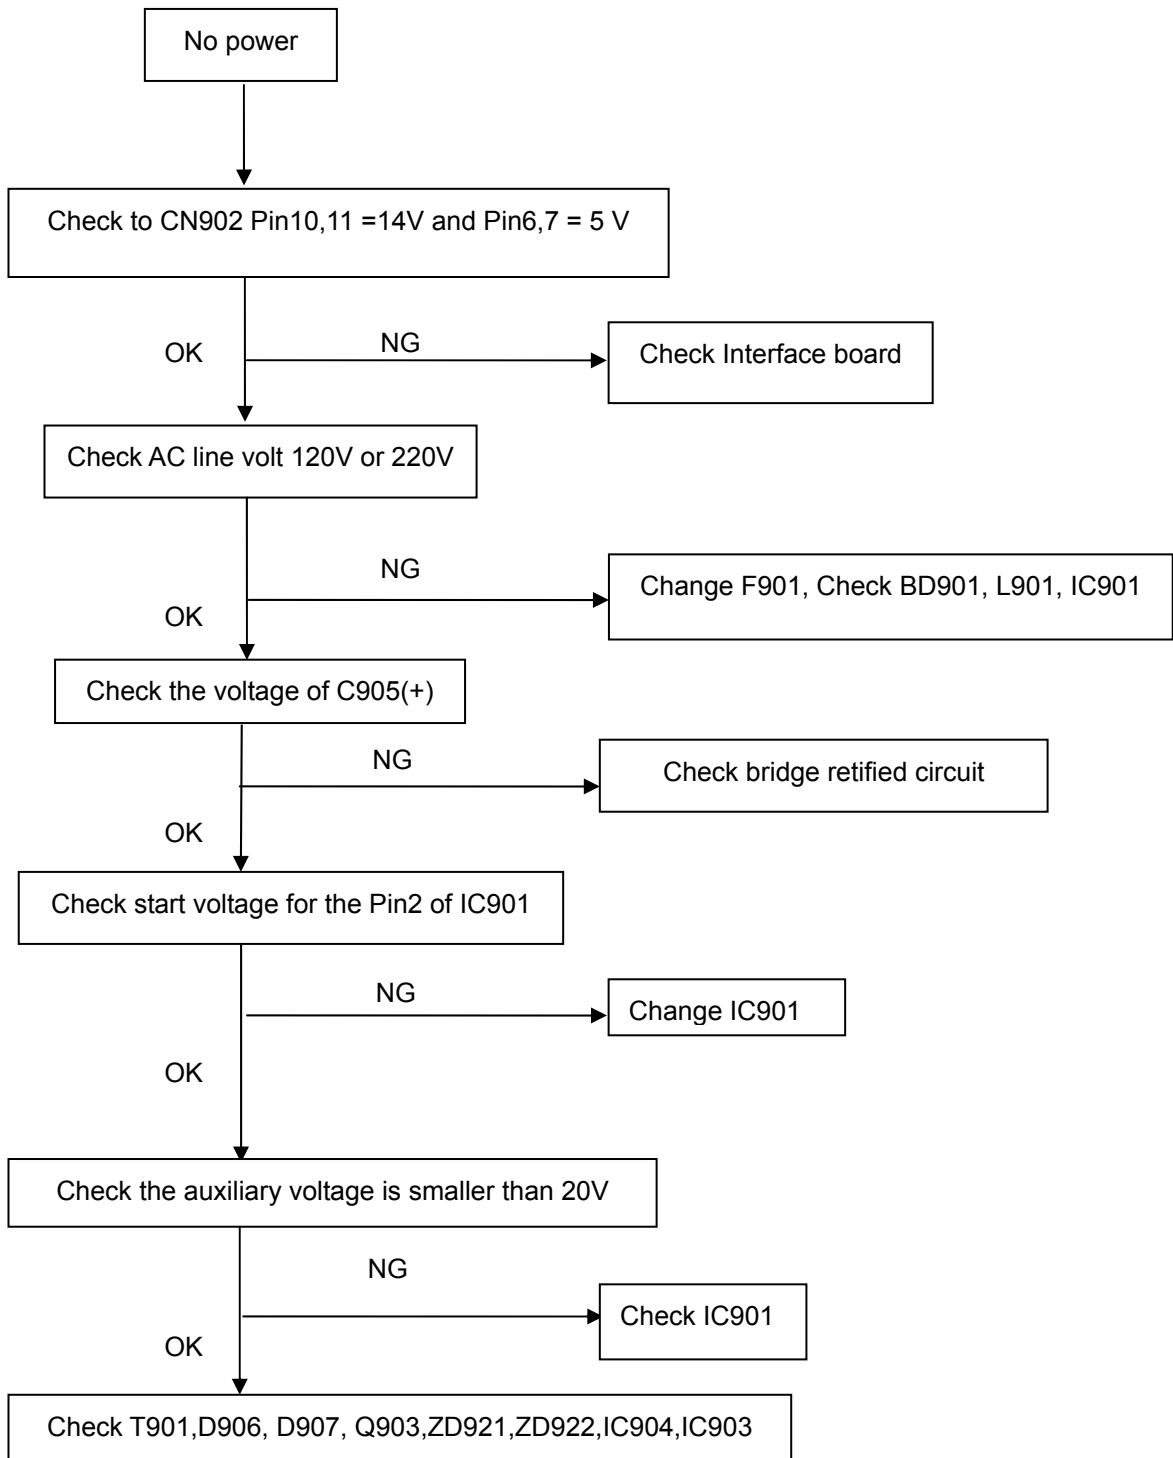 No power
Check to CN902 Pin10,11 =14V and Pin6,7 = 5 V
OK
NG
Check Interface board
Check AC line volt 120V or 220V
NG
Change F901, Check BD901, L901, IC901
OK
Check the voltage of C905(+)
NG
Check bridge retified circuit
OK
Check start voltage for the Pin2 of IC901
NG
Change IC901
OK
Check the auxiliary voltage is smaller than 20V
NG
Check IC901
OK
Check T901,D906, D907, Q903,ZD921,ZD922,IC904,IC903